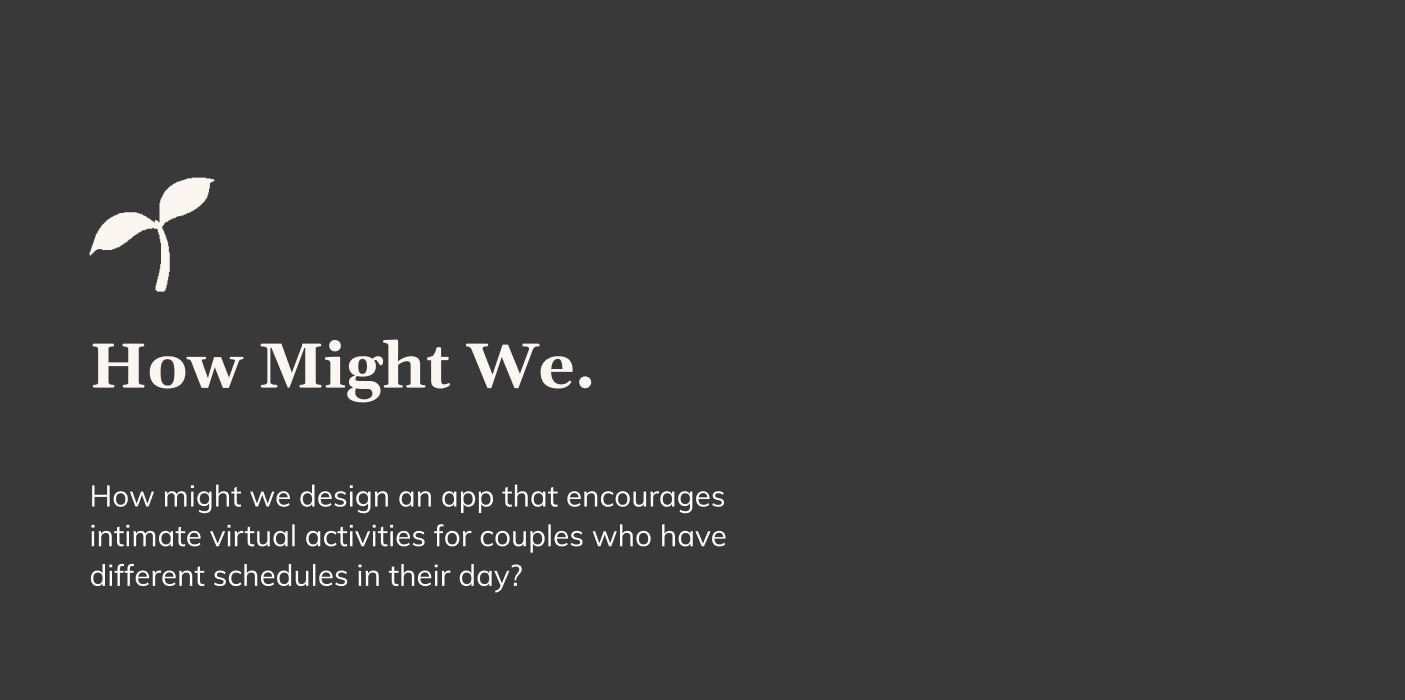 How Might We.
How might we design an app that encourages
intimate virtual activities for couples who have
different schedules in their day?